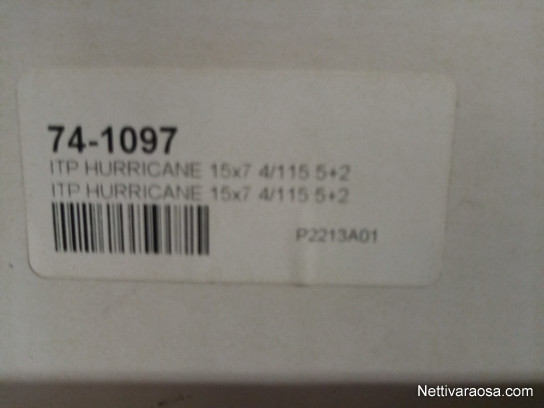 74-1097
ITP HURRICANE 15x7 4/115 5+2
ITP HURRICANE 15x7 4/115 5+2
P2213A01
Nettivaraosa.com